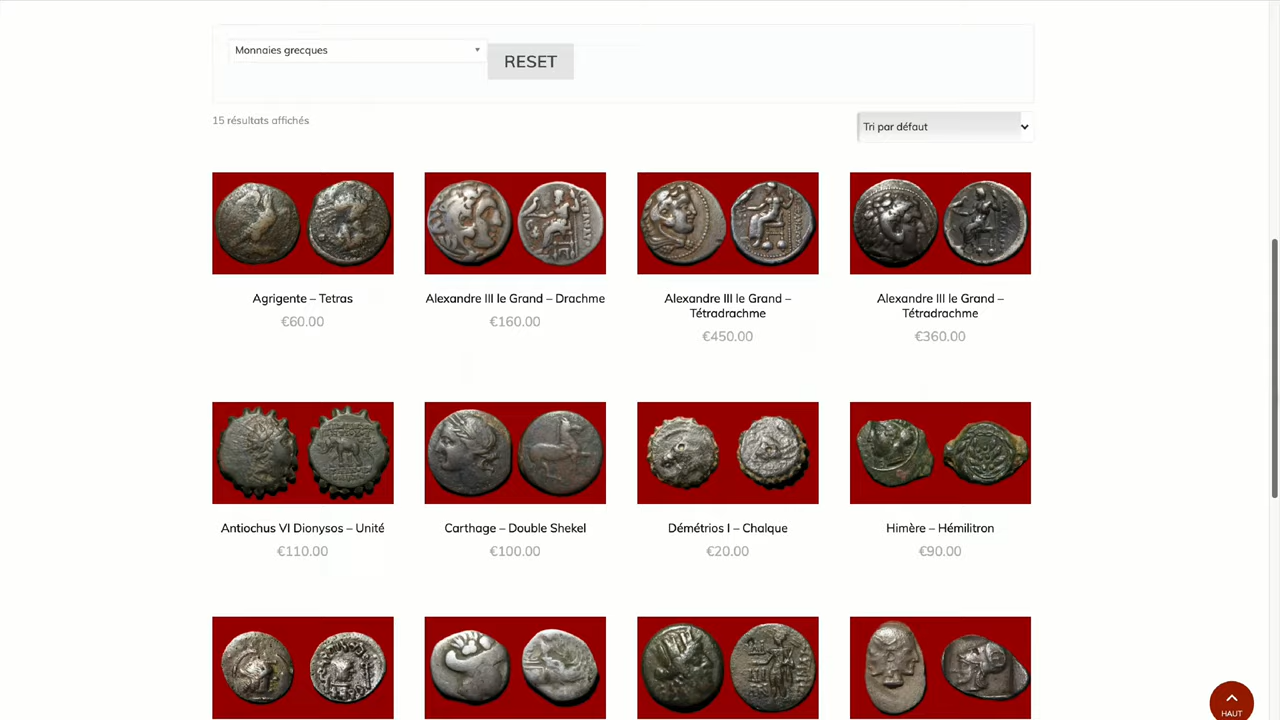 Monnaies grecques
RESET
15 résultats affichés
Tri par défaut
Agrigente – Tetras
€60.00
Alexandre III le Grand – Drachme
€160.00
Alexandre III le Grand –
Tétradrachme
€450.00
Alexandre III le Grand –
Tétradrachme
€360.00
Antiochus VI Dionysos – Unité
€110.00
Carthage – Double Shekel
€100.00
Démétrios I – Chalque
€20.00
Himère – Hémilitron
€90.00
HAUT